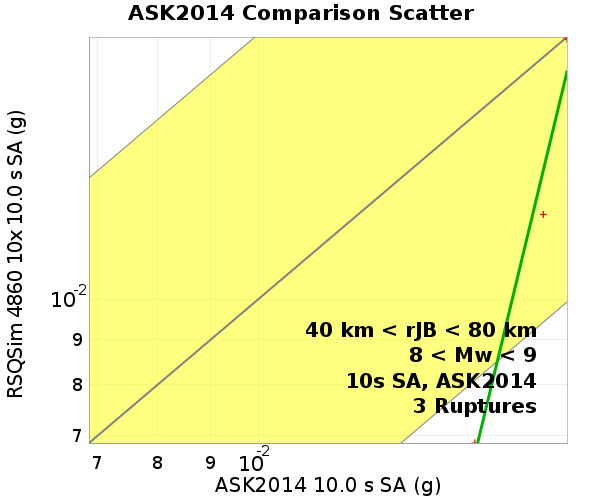 ASK2014 Comparison Scatter
RSQSim 4860 10x 10.0 s SA (g)
10-2
9
8
7
40 km < rJB < 80 km
8 < Mw < 9
10s SA, ASK2014
3 Ruptures
7 8 9 10-2
ASK2014 10.0 s SA (g)